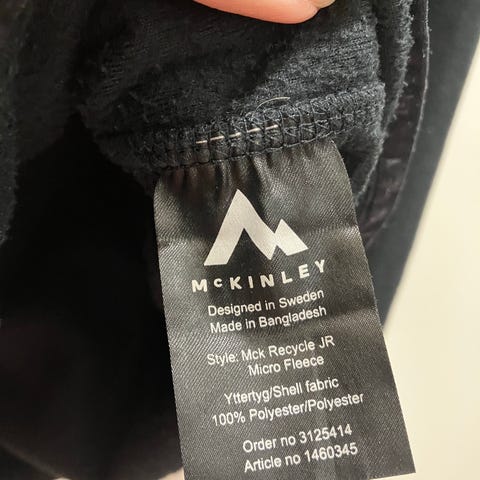 McKINLEY
Designed in Sweden
Made in Bangladesh
Style: Mck Recycle JR
Micro Fleece
Yttertyg/Shell fabric
100% Polyester/Polyester
Order no 3125414
Article no 1460345